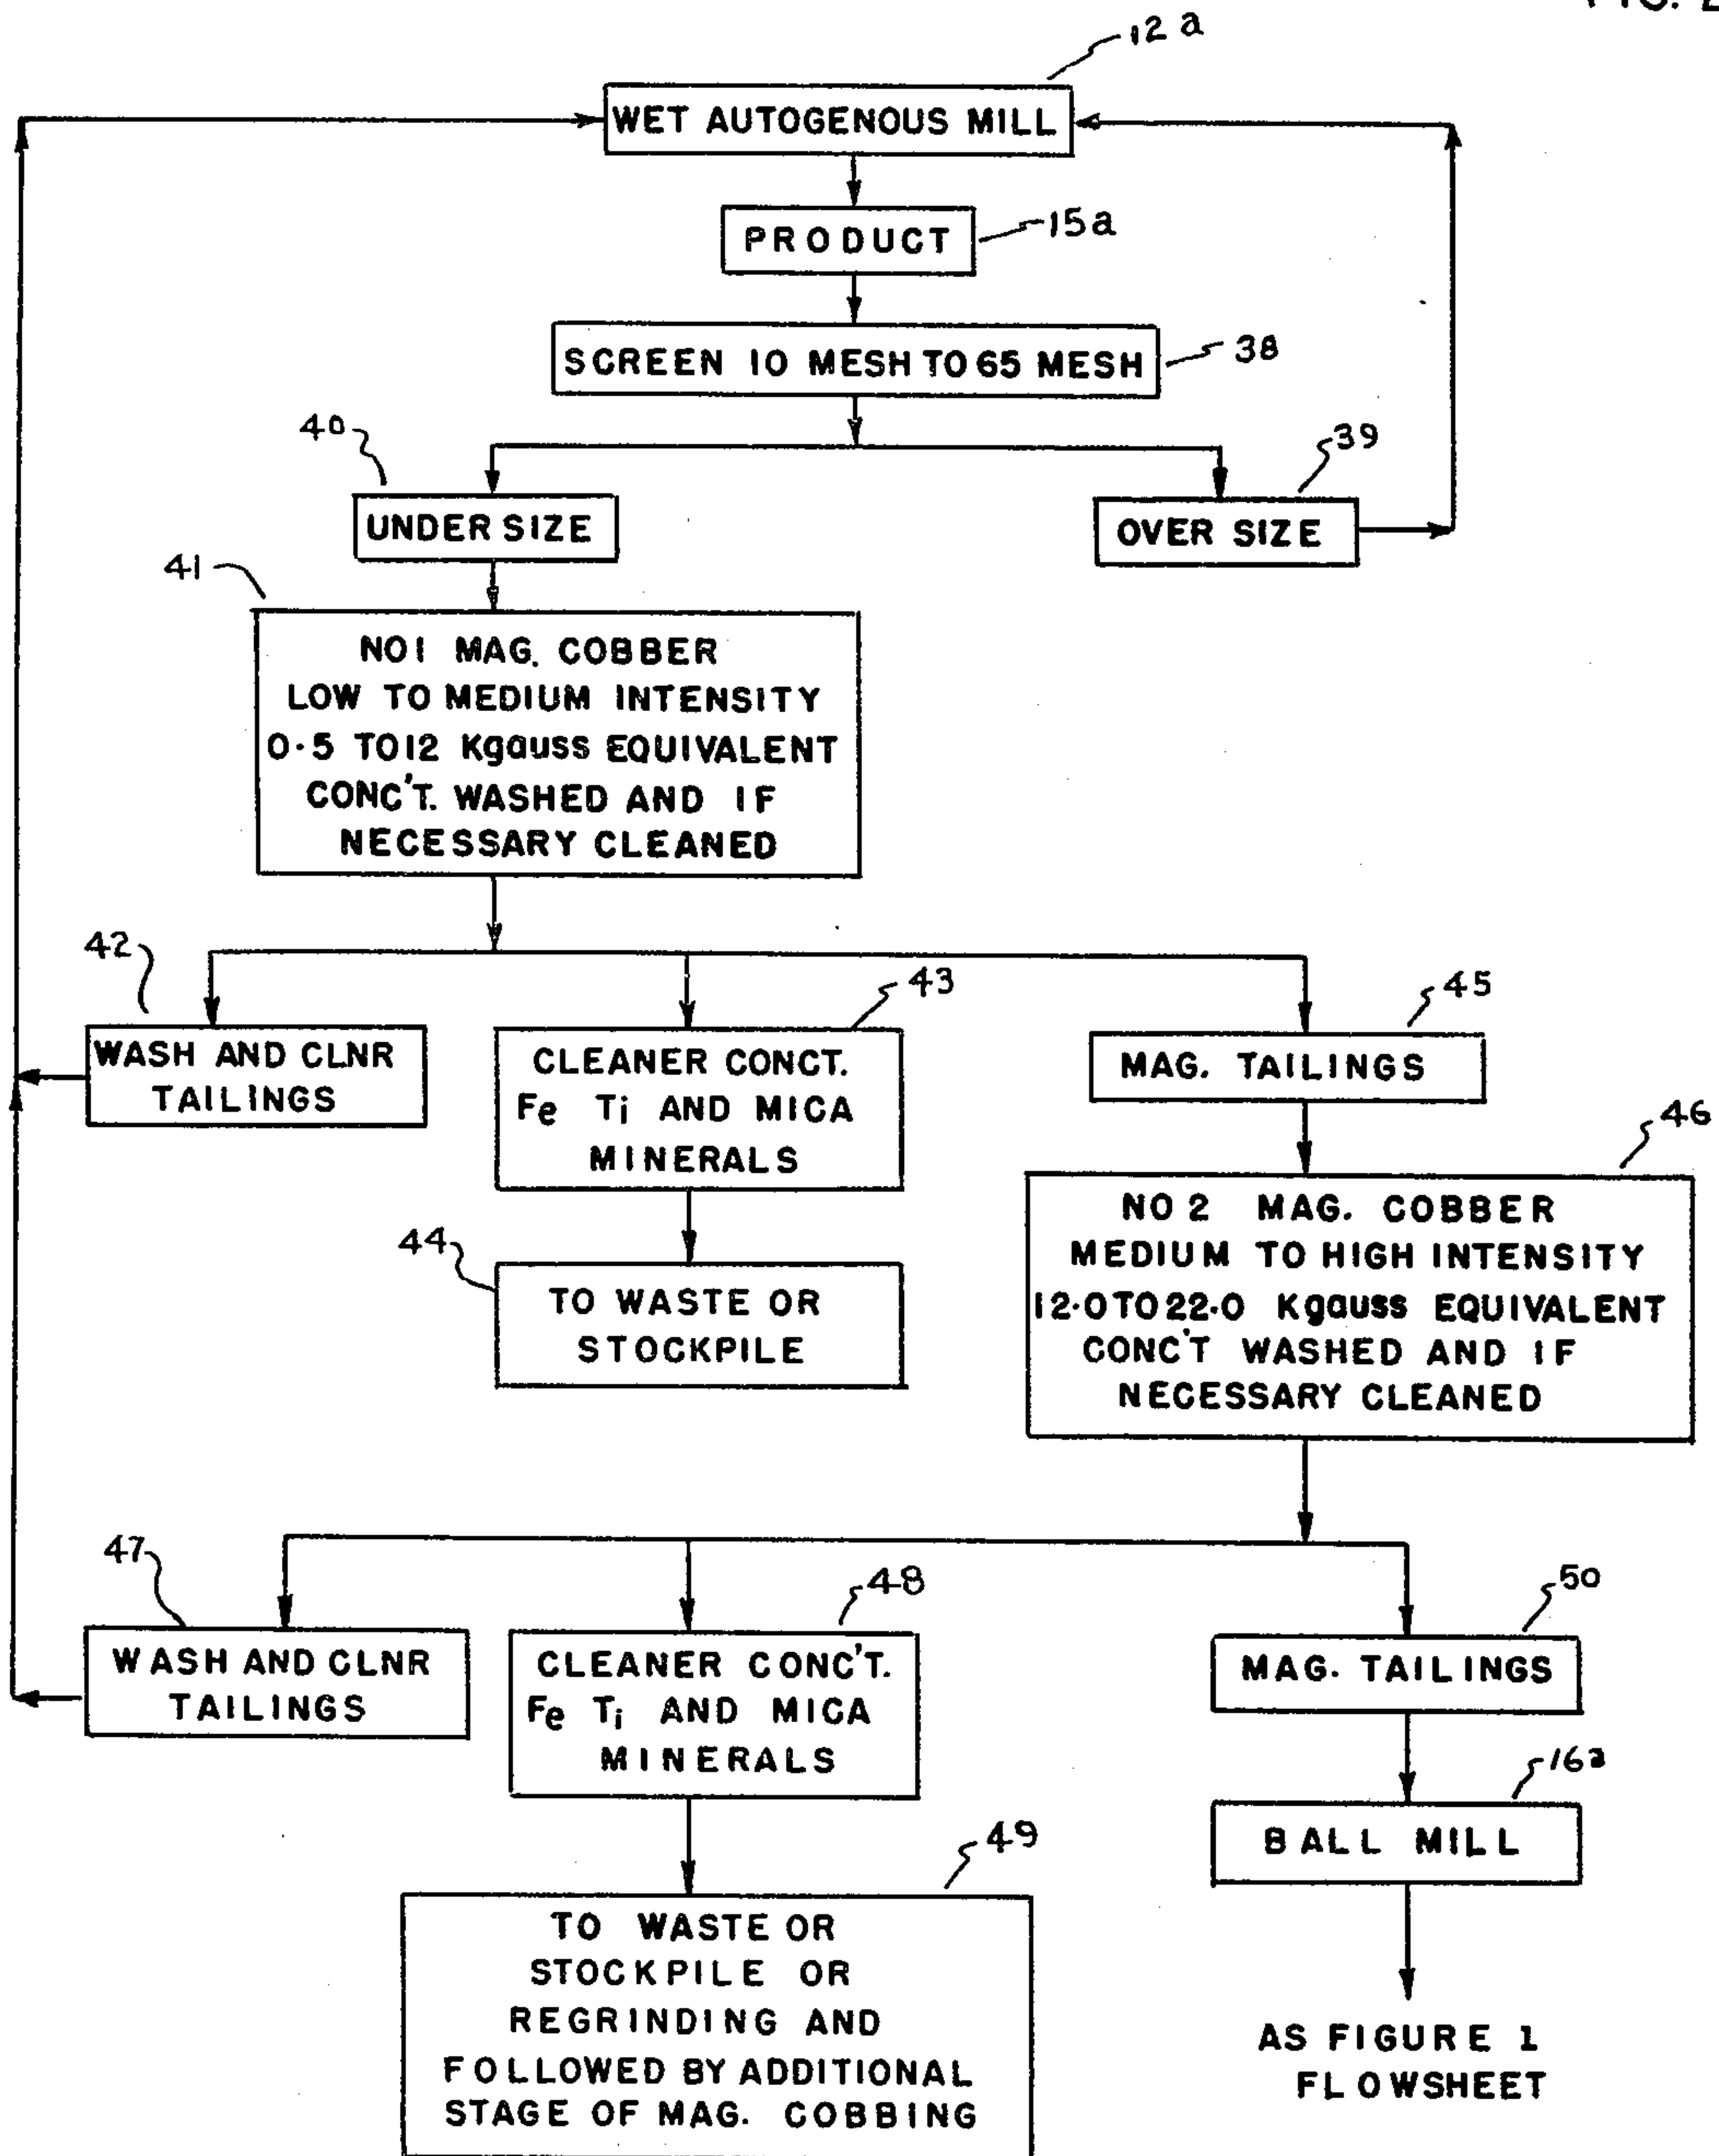 FIG. 2
12a
WET AUTOGENOUS MILL
PRODUCT
15a
SCREEN 10 MESH TO 65 MESH
38
40
39
UNDER SIZE
OVER SIZE
41
NO1 MAG. COBBER
LOW TO MEDIUM INTENSITY
0·5 TO12 Kgauss EQUIVALENT
CONC'T. WASHED AND IF
NECESSARY CLEANED
42
43
45
WASH AND CLNR
TAILINGS
CLEANER CONCT.
Fe Ti AND MICA
MINERALS
MAG. TAILINGS
46
44
TO WASTE OR
STOCKPILE
NO 2 MAG. COBBER
MEDIUM TO HIGH INTENSITY
12·0TO22·0 Kgauss EQUIVALENT
CONC'T WASHED AND IF
NECESSARY CLEANED
47
48
50
WASH AND CLNR
TAILINGS
CLEANER CONC'T.
Fe Ti AND MICA
MINERALS
MAG. TAILINGS
16a
BALL MILL
49
TO WASTE OR
STOCKPILE OR
REGRINDING AND
FOLLOWED BY ADDITIONAL
STAGE OF MAG. COBBING
AS FIGURE 1
FLOWSHEET